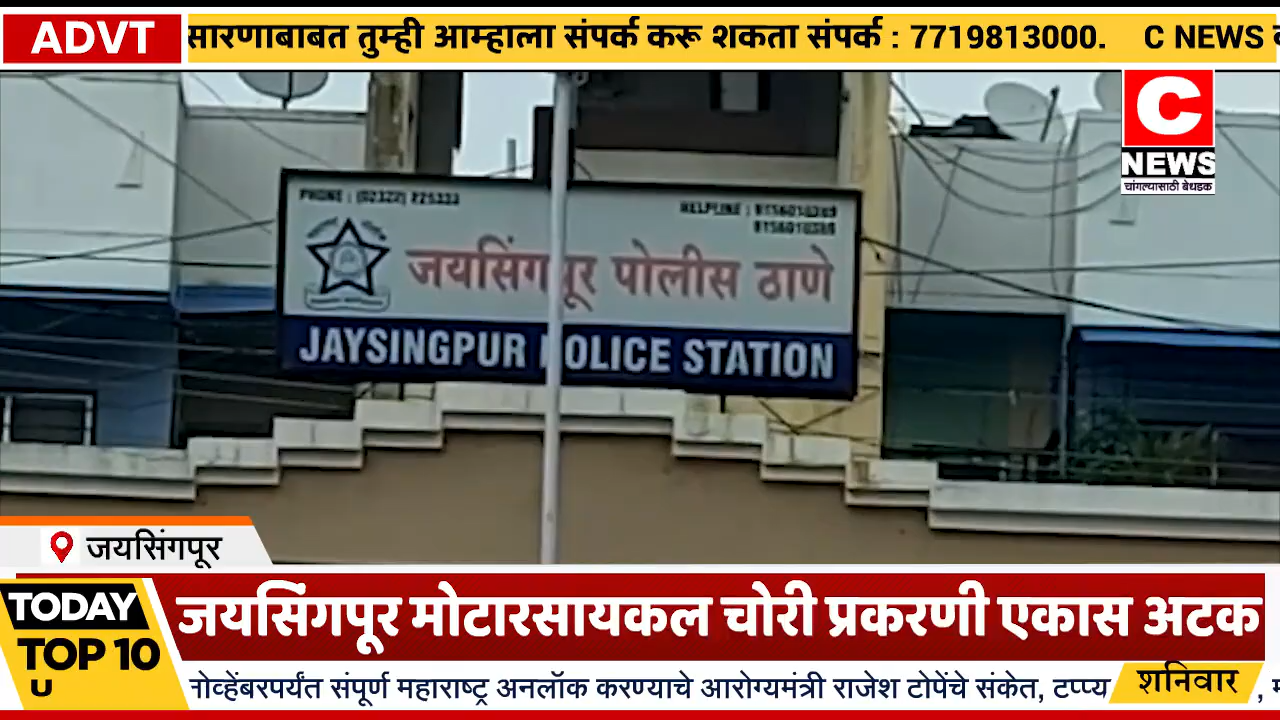 ADVT
सारणाबाबत तुम्ही आम्हाला संपर्क करू शकता संपर्क : 7719813000. C NEWS
C
NEWS
चांगल्यासाठी बेधडक
PHONE : (02322) 225333
HELPLINE :
जयसिंगपूर पोलीस ठाणे
JAYSINGPUR POLICE STATION
जयसिंगपूर
TODAY
TOP 10
जयसिंगपूर मोटारसायकल चोरी प्रकरणी एकास अटक
नोव्हेंबरपर्यंत संपूर्ण महाराष्ट्र अनलॉक करण्याचे आरोग्यमंत्री राजेश टोपेंचे संकेत, टप्प्य
शनिवार